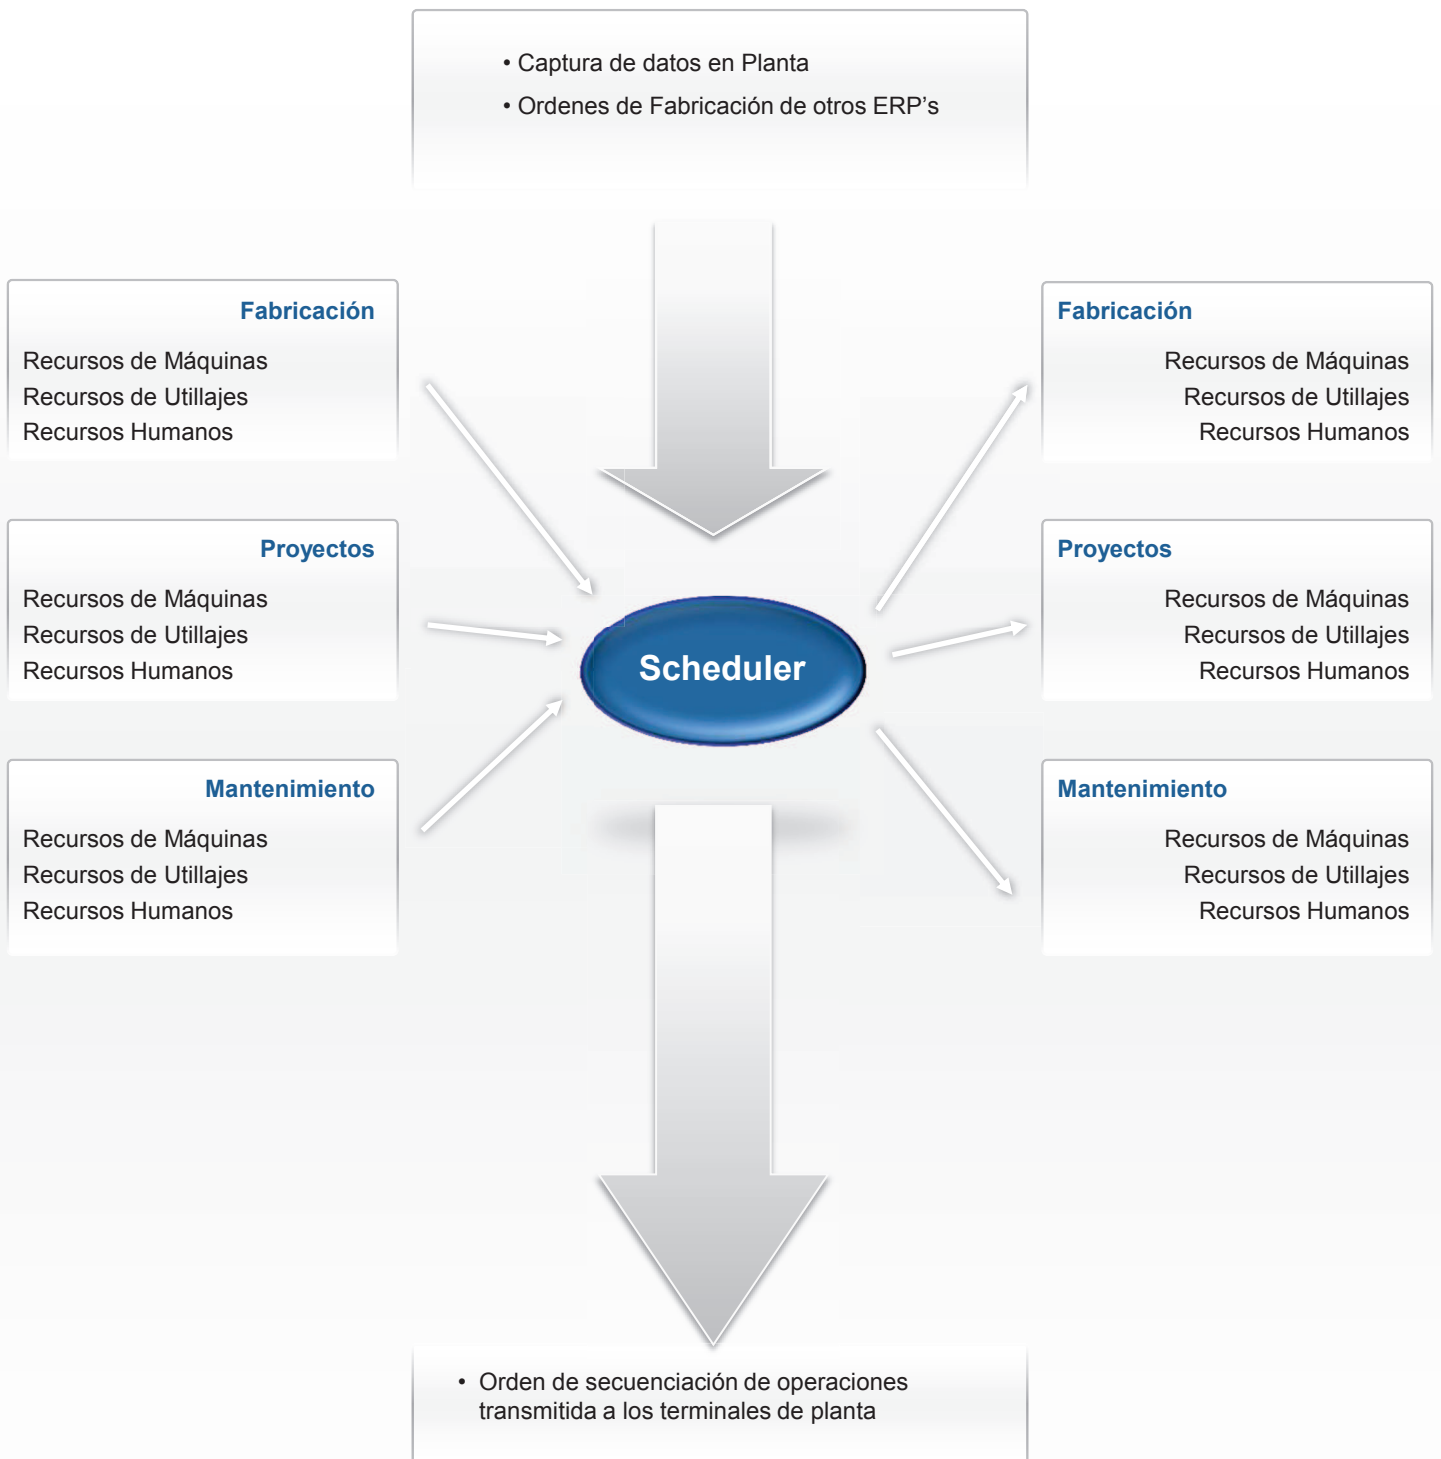 • Captura de datos en Planta
• Ordenes de Fabricación de otros ERP’s
Fabricación
Recursos de Máquinas
Recursos de Utillajes
Recursos Humanos
Proyectos
Recursos de Máquinas
Recursos de Utillajes
Recursos Humanos
Mantenimiento
Recursos de Máquinas
Recursos de Utillajes
Recursos Humanos
Scheduler
Fabricación
Recursos de Máquinas
Recursos de Utillajes
Recursos Humanos
Proyectos
Recursos de Máquinas
Recursos de Utillajes
Recursos Humanos
Mantenimiento
Recursos de Máquinas
Recursos de Utillajes
Recursos Humanos
• Orden de secuenciación de operaciones
transmitida a los terminales de planta